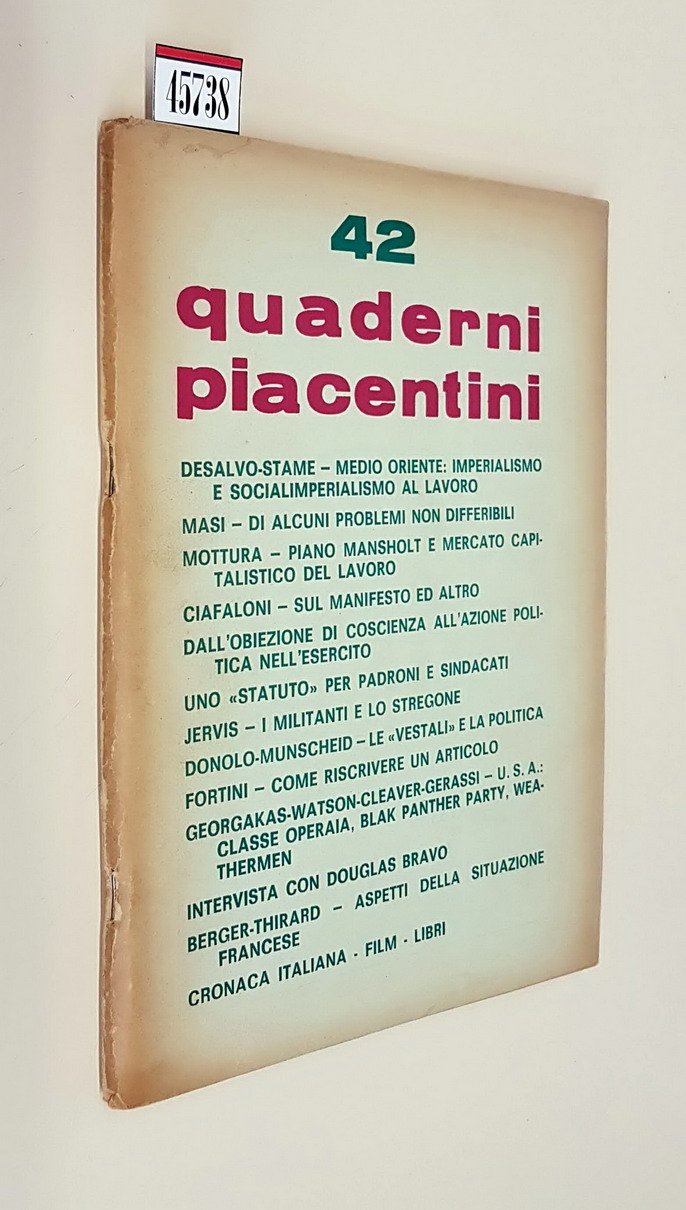 45738
42
quaderni
piacentini
DESALVO-STAME – MEDIO ORIENTE: IMPERIALISMO
E SOCIALIMPERIALISMO AL LAVORO
MASI – DI ALCUNI PROBLEMI NON DIFFERIBILI
MOTTURA – PIANO MANSHOLT E MERCATO CAPI-
TALISTICO DEL LAVORO
CIAFALONI – SUL MANIFESTO ED ALTRO
DALL'OBIEZIONE DI COSCIENZA ALL'AZIONE POLI-
TICA NELL'ESERCITO
UNO «STATUTO» PER PADRONI E SINDACATI
JERVIS – I MILITANTI E LO STREGONE
DONOLO-MUNSCHEID – LE «VESTALI» E LA POLITICA
FORTINI – COME RISCRIVERE UN ARTICOLO
GEORGAKAS-WATSON-CLEAVER-GERASSI – U.S.A.:
CLASSE OPERAIA, BLAK PANTHER PARTY, WEA-
THERMEN
INTERVISTA CON DOUGLAS BRAVO
BERGER-THIRARD – ASPETTI DELLA SITUAZIONE
FRANCESE
CRONACA ITALIANA · FILM · LIBRI